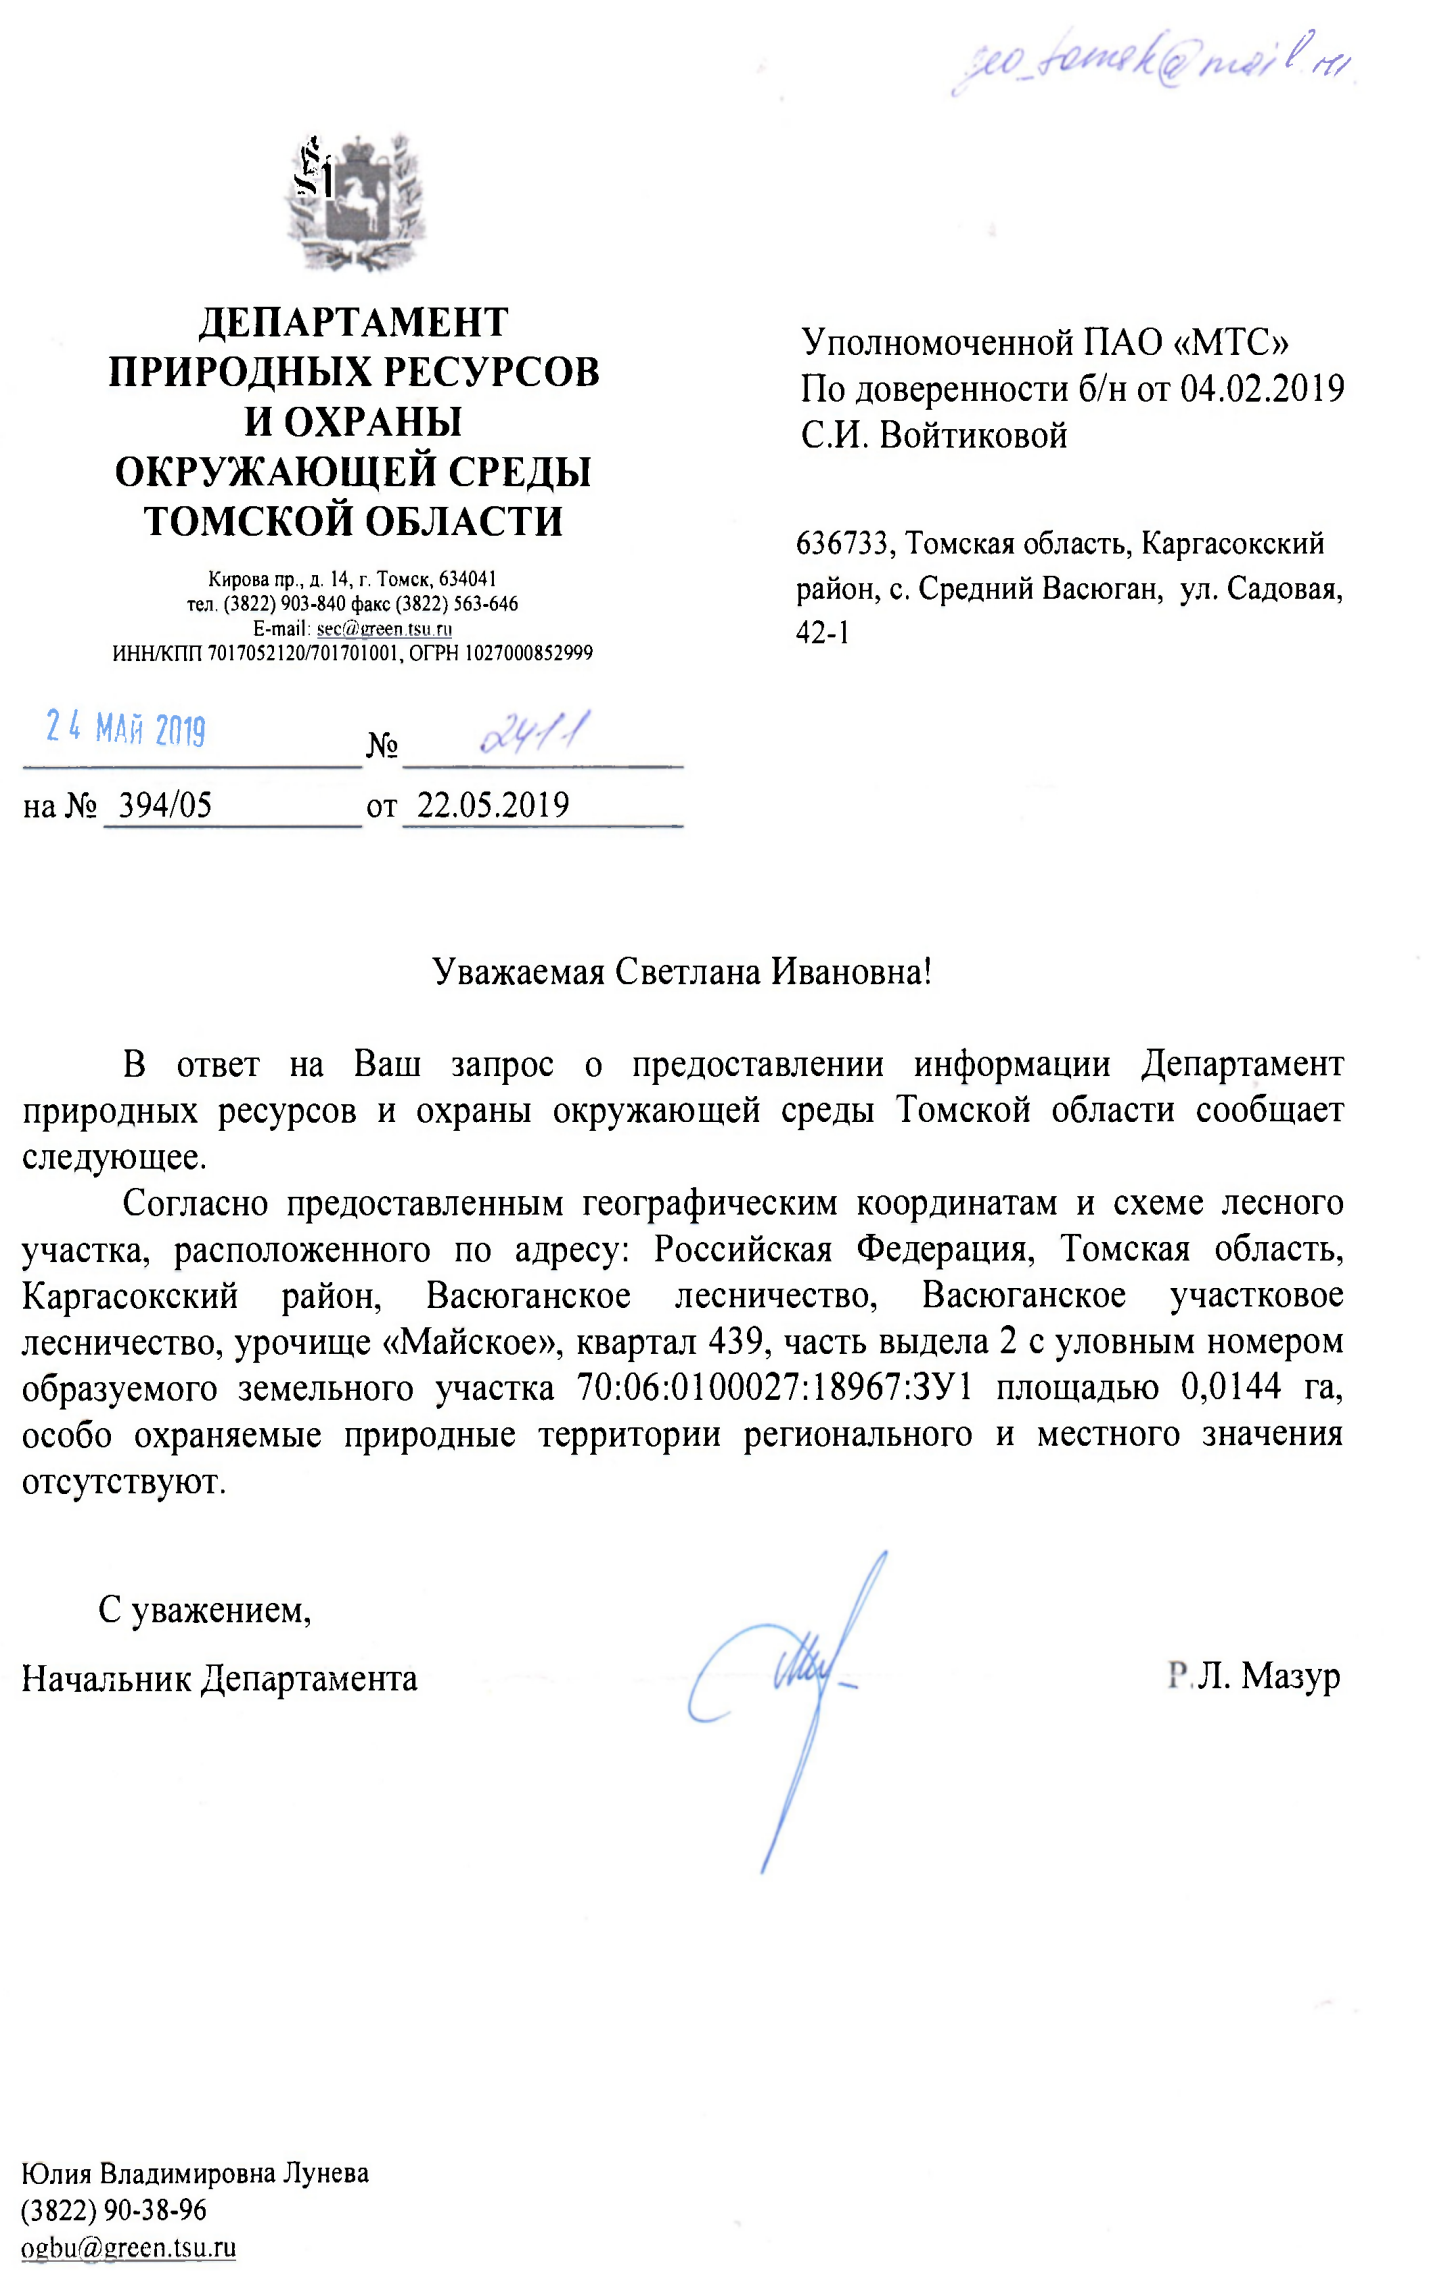 geo_tomsk@mail.ru
ДЕПАРТАМЕНТ
ПРИРОДНЫХ РЕСУРСОВ
И ОХРАНЫ
ОКРУЖАЮЩЕЙ СРЕДЫ
ТОМСКОЙ ОБЛАСТИ
Кирова пр., д. 14, г. Томск, 634041
тел. (3822) 903-840 факс (3822) 563-646
E-mail: sec@green.tsu.ru
ИНН/КПП 7017052120/701701001, ОГРН 1027000852999
24 МАЙ 2019 № 2411
на № 394/05 от 22.05.2019
Уполномоченной ПАО «МТС»
По доверенности б/н от 04.02.2019
С.И. Войтиковой
636733, Томская область, Каргасокский
район, с. Средний Васюган, ул. Садовая,
42-1
Уважаемая Светлана Ивановна!
В ответ на Ваш запрос о предоставлении информации Департамент
природных ресурсов и охраны окружающей среды Томской области сообщает
следующее.
Согласно предоставленным географическим координатам и схеме лесного
участка, расположенного по адресу: Российская Федерация, Томская область,
Каргасокский район, Васюганское лесничество, Васюганское участковое
лесничество, урочище «Майское», квартал 439, часть выдела 2 с уловным номером
образуемого земельного участка 70:06:0100027:18967:ЗУ1 площадью 0,0144 га,
особо охраняемые природные территории регионального и местного значения
отсутствуют.
С уважением,
Начальник Департамента Р.Л. Мазур
Юлия Владимировна Лунева
(3822) 90-38-96
ogbu@green.tsu.ru